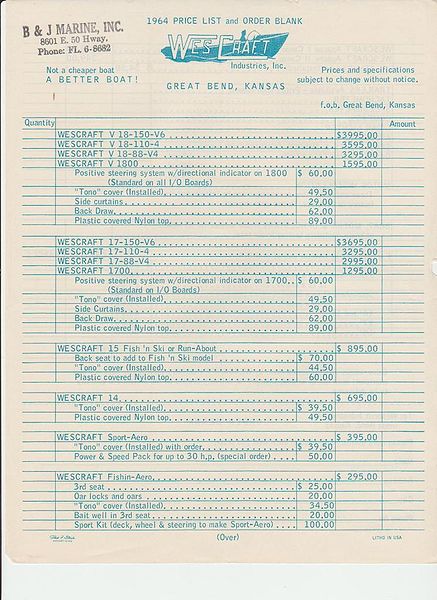 1964 PRICE LIST and ORDER BLANK
B & J MARINE, INC.
8601 E. 50 Hway.
Phone: FL. 6-8682
WESCRAFT
Industries, Inc.
Not a cheaper boat
A BETTER BOAT!
Prices and specifications
subject to change without notice.
GREAT BEND, KANSAS
f.o.b. Great Bend, Kansas
Quantity Amount
WESCRAFT V 18-150-V6 $3995.00
WESCRAFT V 18-110-4 3595.00
WESCRAFT V 18-88-V4 3295.00
WESCRAFT V 1800 1595.00
Positive steering system w/directional indicator on 1800 $ 60.00
(Standard on all I/O Boards)
"Tono" cover (Installed) 49.50
Side curtains 29.00
Back Draw 62.00
Plastic covered Nylon top 89.00
WESCRAFT 17-150-V6 $3695.00
WESCRAFT 17-110-4 3295.00
WESCRAFT 17-88-V4 2995.00
WESCRAFT 1700 1295.00
Positive steering system w/directional indicator on 1700 $ 60.00
(Standard on all I/O Boards)
"Tono" cover (Installed) 49.50
Side Curtains 29.00
Back Draw 62.00
Plastic covered Nylon top 89.00
WESCRAFT 15 Fish 'n Ski or Run-About $ 895.00
Back seat to add to Fish 'n Ski model $ 70.00
"Tono" cover (Installed) 44.50
Plastic covered Nylon top 60.00
WESCRAFT 14 $ 695.00
"Tono" cover (Installed) $ 39.50
Plastic covered Nylon top 49.50
WESCRAFT Sport-Aero $ 395.00
"Tono" cover (Installed) with order $ 39.50
Power & Speed Pack for up to 30 h.p. (special order) 50.00
WESCRAFT Fishin-Aero $ 295.00
3rd seat $ 25.00
Oar locks and oars 20.00
"Tono" cover (Installed) 34.50
Bait well in 3rd seat 20.00
Sport Kit (deck, wheel & steering to make Sport-Aero) 100.00
(Over)
LITHO IN USA